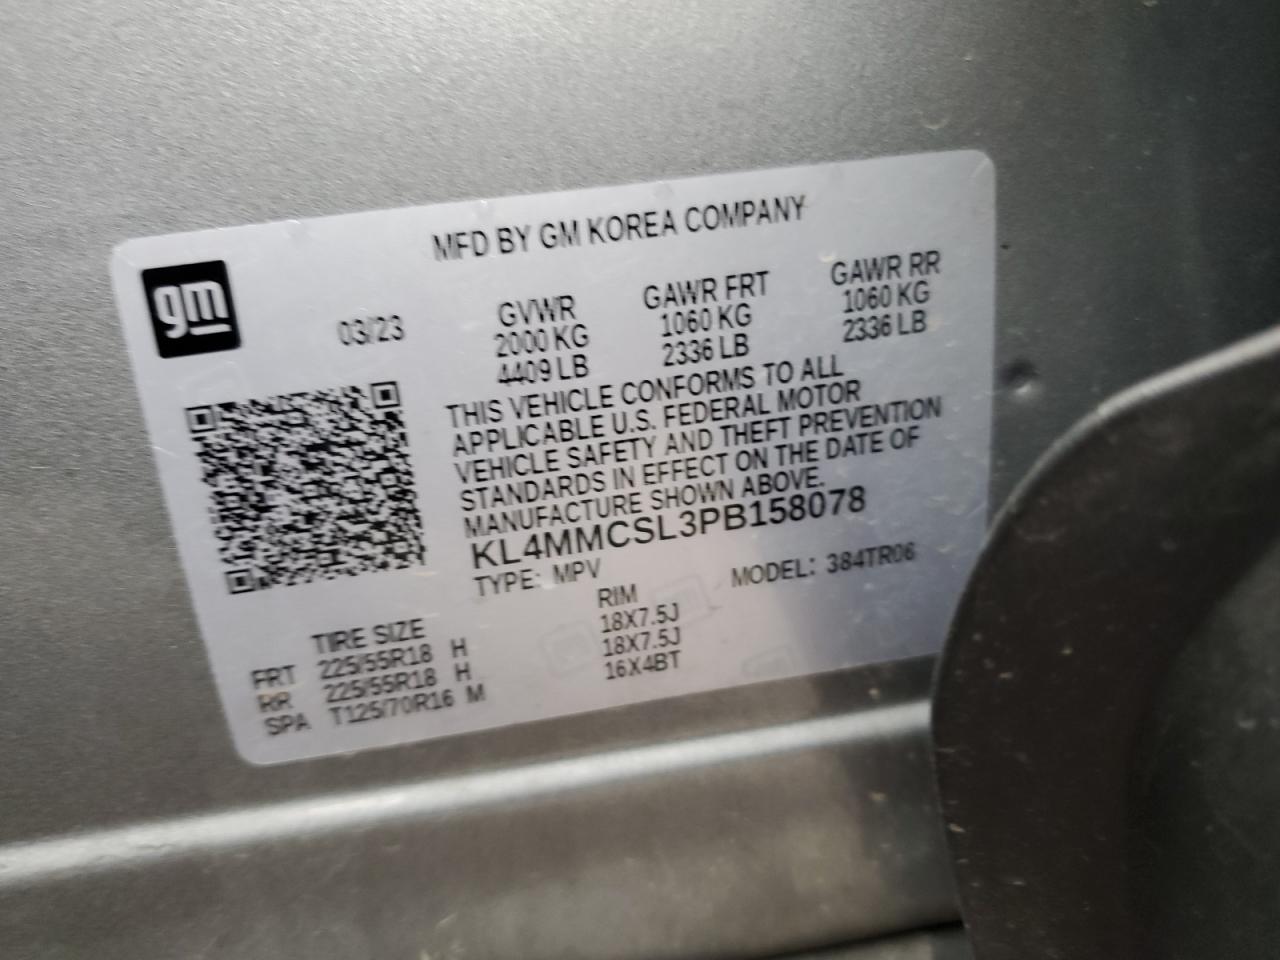 MFD BY GM KOREA COMPANY
gm
03/23
GVWR GAWR FRT GAWR RR
2000 KG 1060 KG 1060 KG
4409 LB 2336 LB 2336 LB
THIS VEHICLE CONFORMS TO ALL
APPLICABLE U.S. FEDERAL MOTOR
VEHICLE SAFETY AND THEFT PREVENTION
STANDARDS IN EFFECT ON THE DATE OF
MANUFACTURE SHOWN ABOVE.
KL4MMCSL3PB158078
TYPE: MPV MODEL: 384TR06
TIRE SIZE RIM
FRT 225/55R18 H 18X7.5J
RR 225/55R18 H 18X7.5J
SPA T125/70R16 M 16X4BT